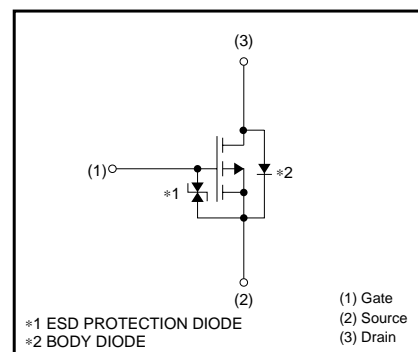 (3)
(1)
∗1
∗2
(2)
∗1 ESD PROTECTION DIODE
∗2 BODY DIODE
(1) Gate
(2) Source
(3) Drain